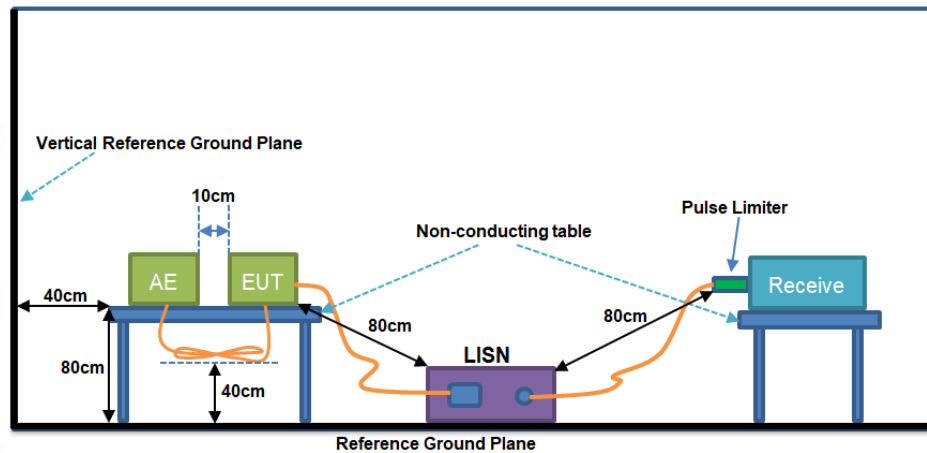 Vertical Reference Ground Plane
10cm
Pulse Limiter
Non-conducting table
AE
EUT
Receive
40cm
80cm
80cm
LISN
80cm
40cm
Reference Ground Plane